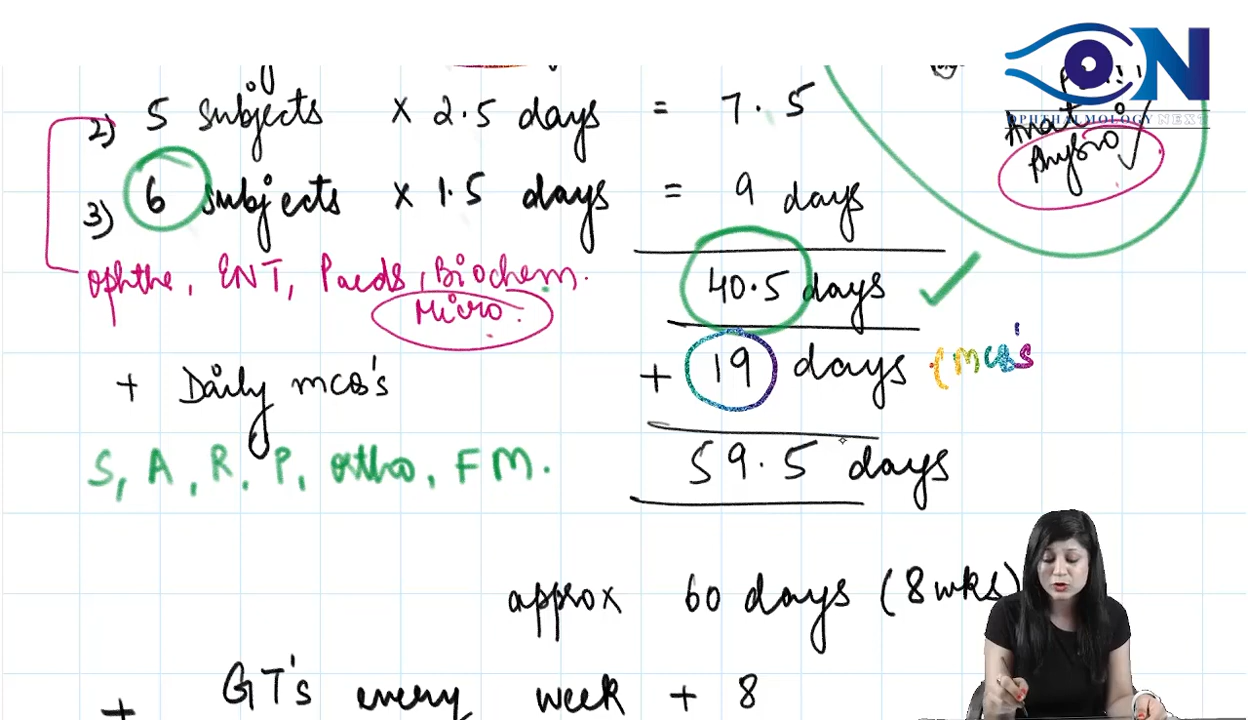 ON
OPHTHALMOLOGY NEXT
2) 5 subjects x 2.5 days = 7.5
Anat
Physio
3) 6 subjects x 1.5 days = 9 days
Ophtha, ENT, Paeds, Biochem.
Micro.
40.5 days
+ Daily MCQ's
+ 19 days (MCQ's
S, A, R, P, ortho, FM.
59.5 days
approx 60 days (8 wks)
+ GT's every week + 8